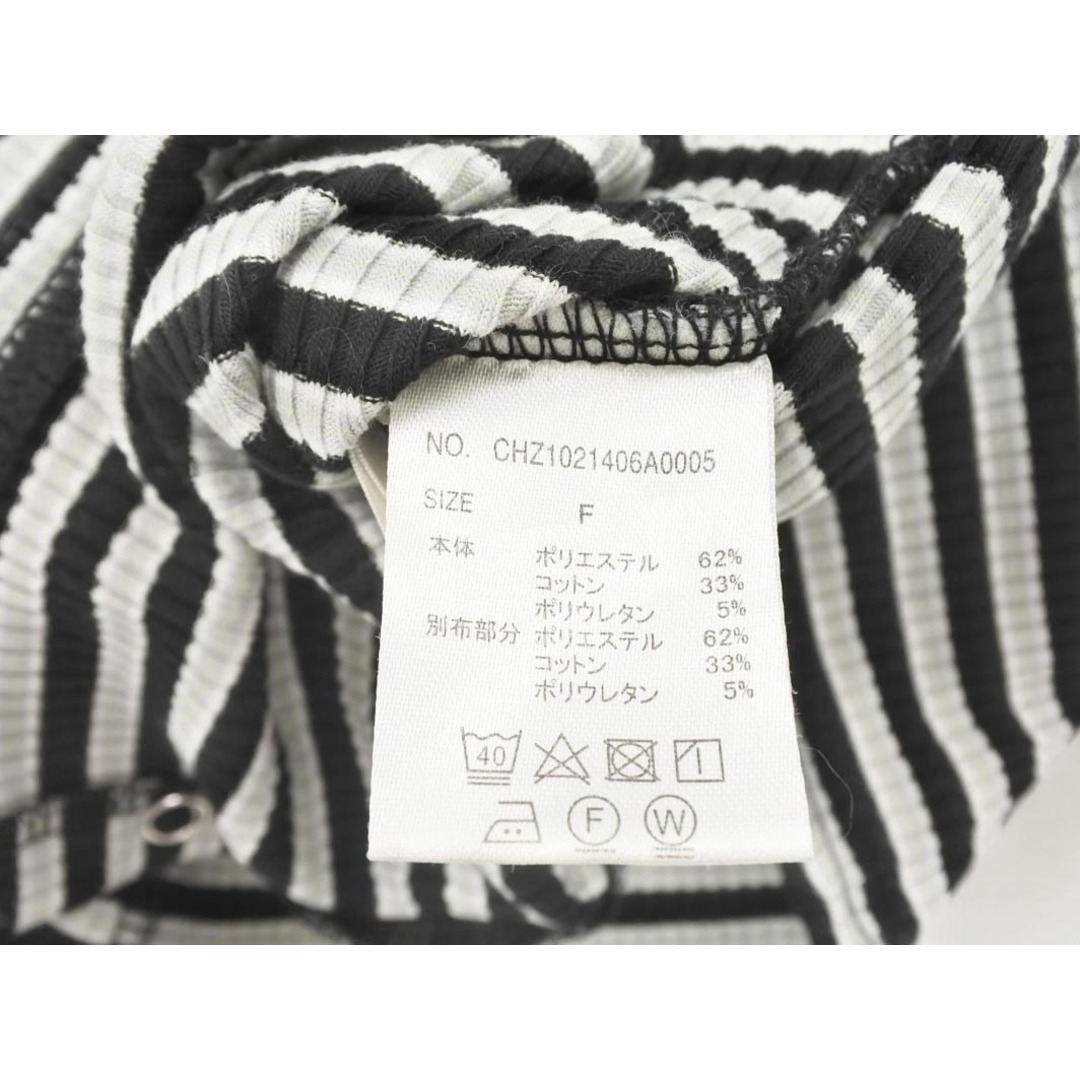 NO. CHZ1021406A0005
SIZE F
本体 ポリエステル 62%
コットン 33%
ポリウレタン 5%
別布部分 ポリエステル 62%
コットン 33%
ポリウレタン 5%
40
F W